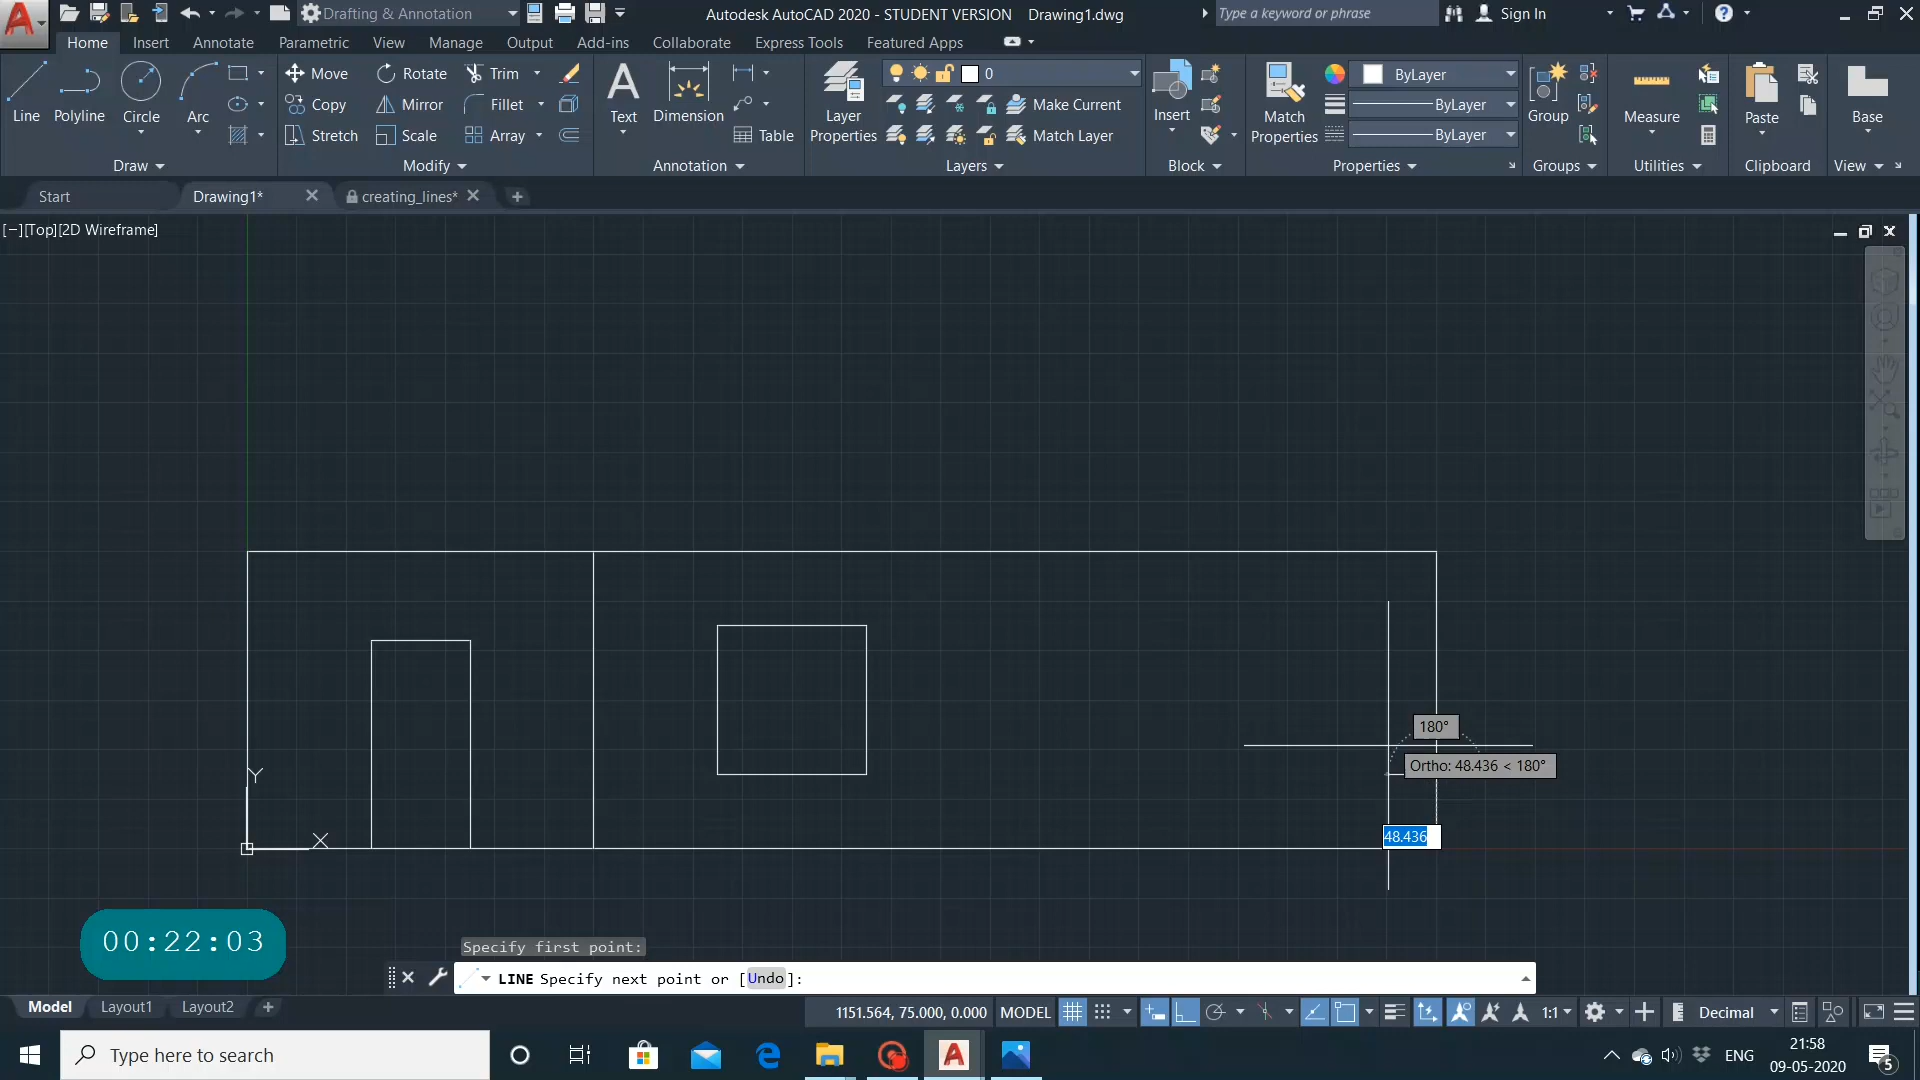 Drafting & Annotation
Autodesk AutoCAD 2020 - STUDENT VERSION Drawing1.dwg
Type a keyword or phrase
Sign In
Home Insert Annotate Parametric View Manage Output Add-ins Collaborate Express Tools Featured Apps
Line Polyline Circle Arc
Move Rotate Trim
Copy Mirror Fillet
Stretch Scale Array
Text Dimension Table
Layer Properties
0
Make Current
Match Layer
Insert
Match Properties
ByLayer
ByLayer
ByLayer
Group
Measure
Paste
Base
Draw Modify Annotation Layers Block Properties Groups Utilities Clipboard View
Start Drawing1* creating_lines*
[−][Top][2D Wireframe]
180°
Ortho: 48.436 < 180°
48.436
Y
X
00:22:03
Specify first point:
LINE Specify next point or [Undo]:
Model Layout1 Layout2
1151.564, 75.000, 0.000 MODEL 1:1 Decimal
Type here to search
ENG
21:58
09-05-2020
5